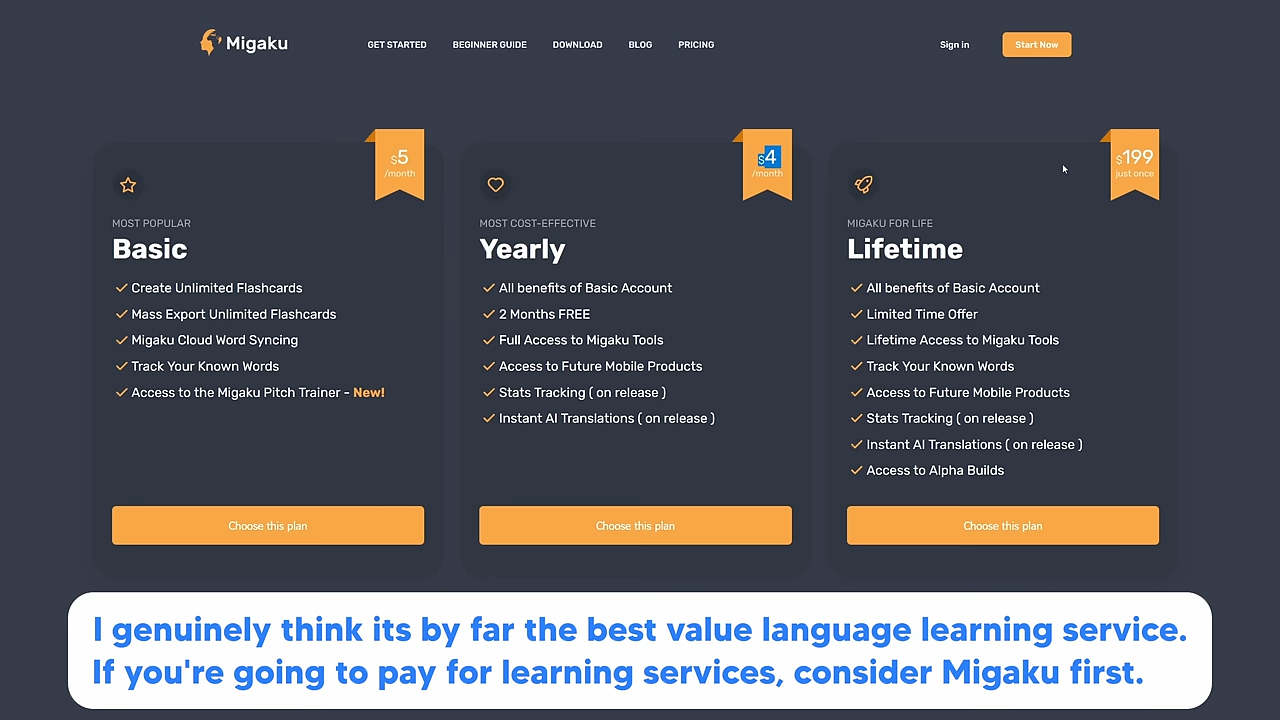 Migaku
GET STARTED
BEGINNER GUIDE
DOWNLOAD
BLOG
PRICING
Sign in
Start Now
$5
/month
MOST POPULAR
Basic
Create Unlimited Flashcards
Mass Export Unlimited Flashcards
Migaku Cloud Word Syncing
Track Your Known Words
Access to the Migaku Pitch Trainer - New!
Choose this plan
$4
/month
MOST COST-EFFECTIVE
Yearly
All benefits of Basic Account
2 Months FREE
Full Access to Migaku Tools
Access to Future Mobile Products
Stats Tracking ( on release )
Instant AI Translations ( on release )
Choose this plan
$199
just once
MIGAKU FOR LIFE
Lifetime
All benefits of Basic Account
Limited Time Offer
Lifetime Access to Migaku Tools
Track Your Known Words
Access to Future Mobile Products
Stats Tracking ( on release )
Instant AI Translations ( on release )
Access to Alpha Builds
Choose this plan
I genuinely think its by far the best value language learning service.
If you're going to pay for learning services, consider Migaku first.